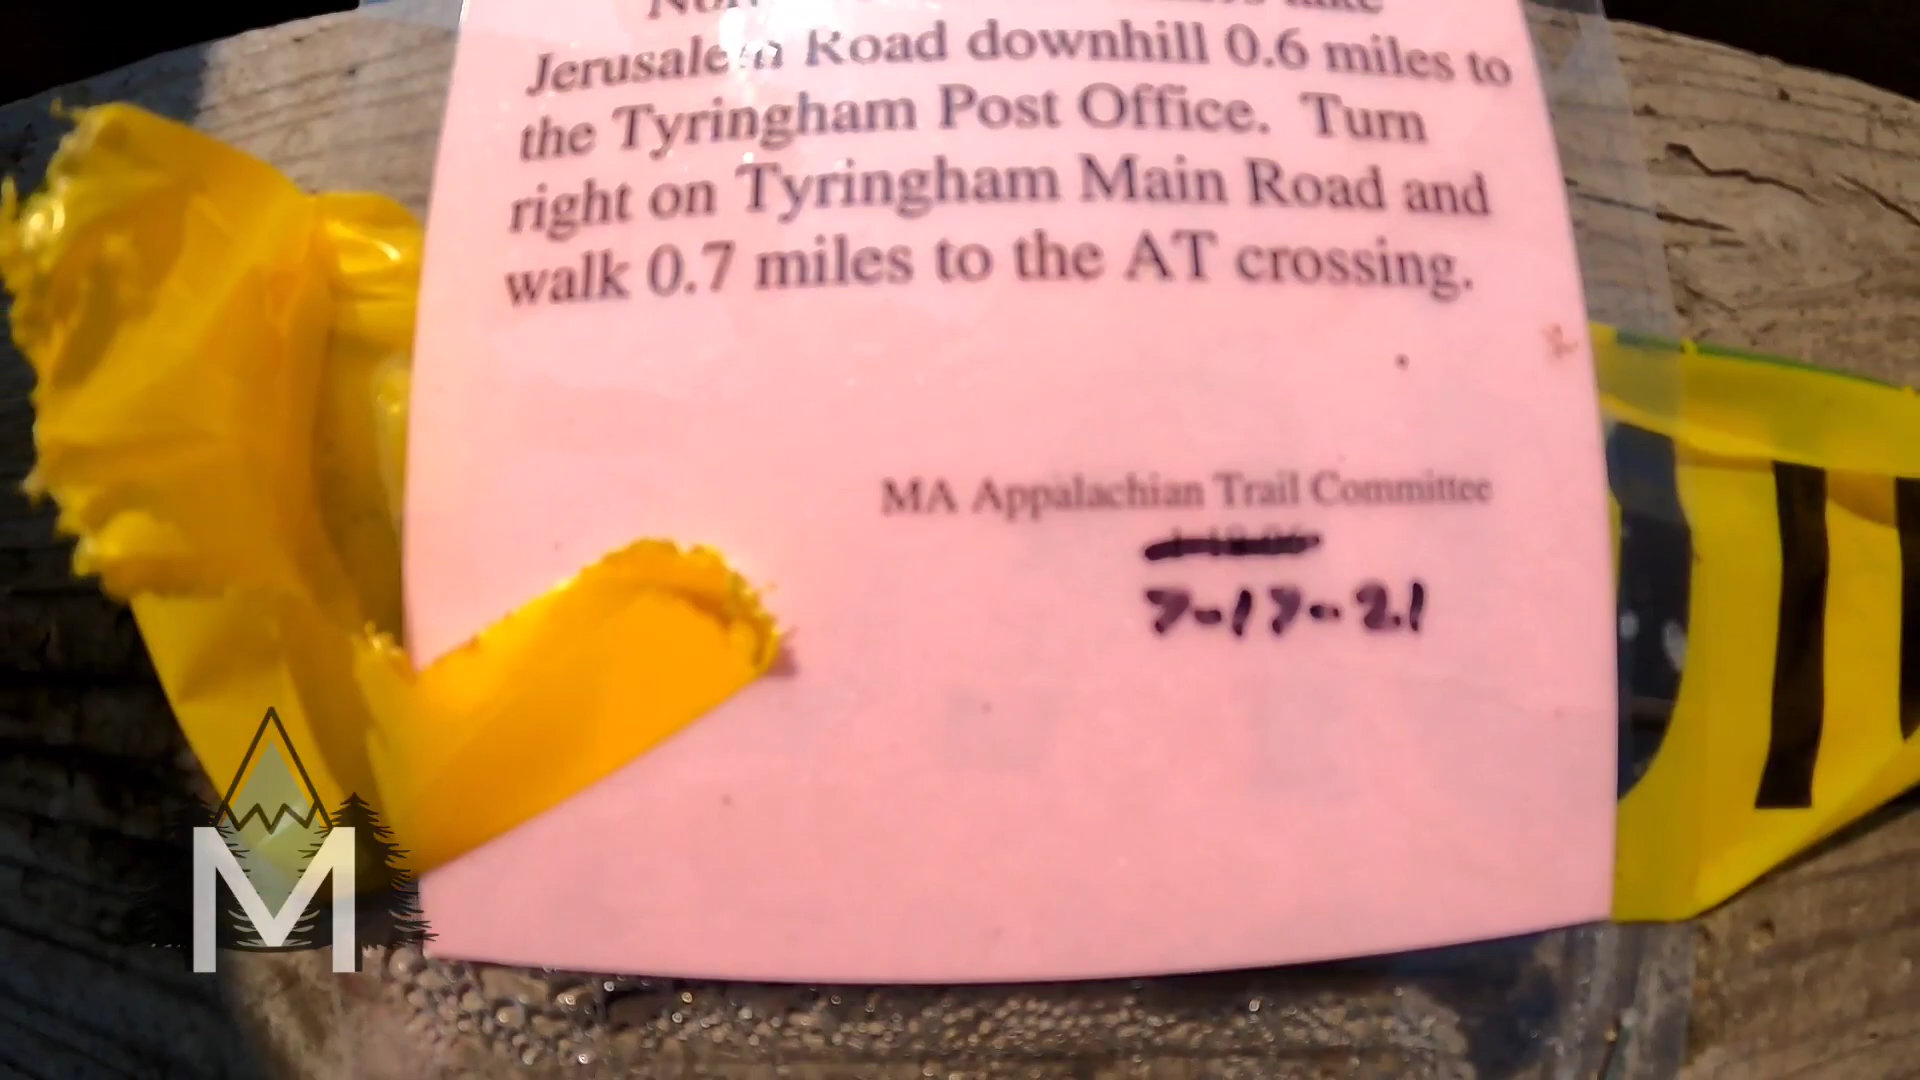 Jerusalem Road downhill 0.6 miles to
the Tyringham Post Office. Turn
right on Tyringham Main Road and
walk 0.7 miles to the AT crossing.
MA Appalachian Trail Committee
7-17-21
M